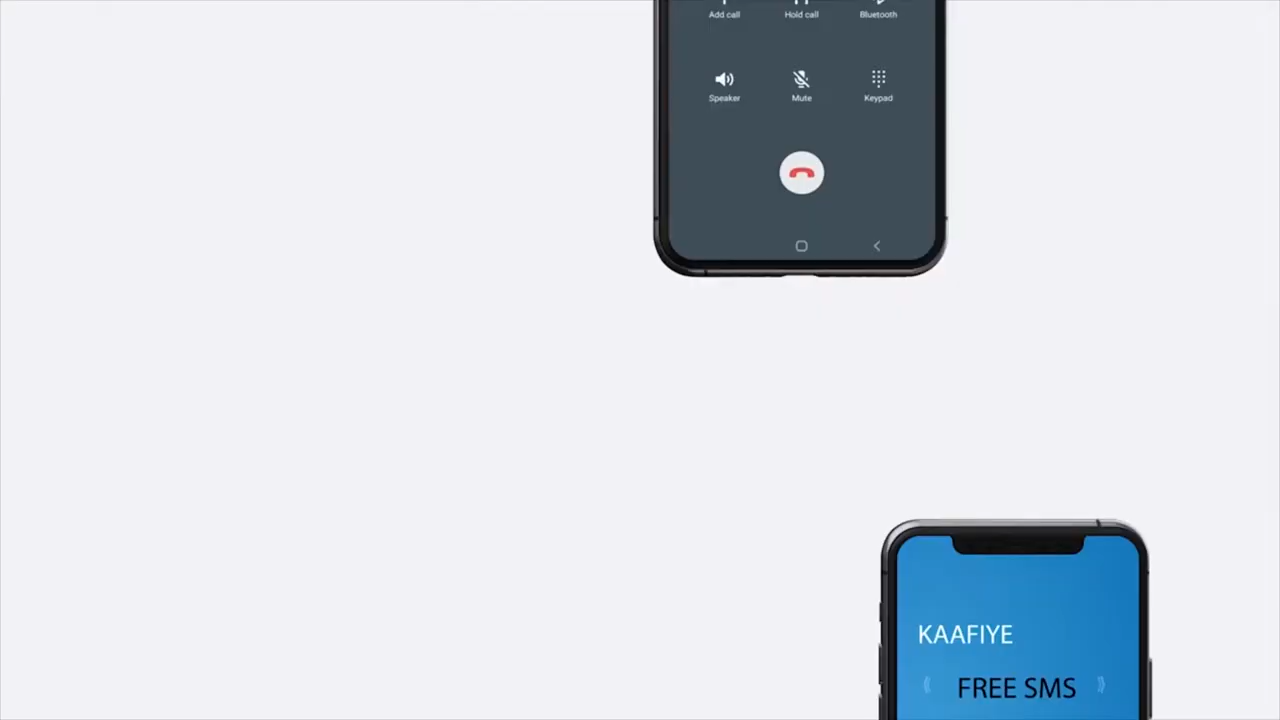 Add call Hold call Bluetooth
Speaker Mute Keypad
KAAFIYE
FREE SMS